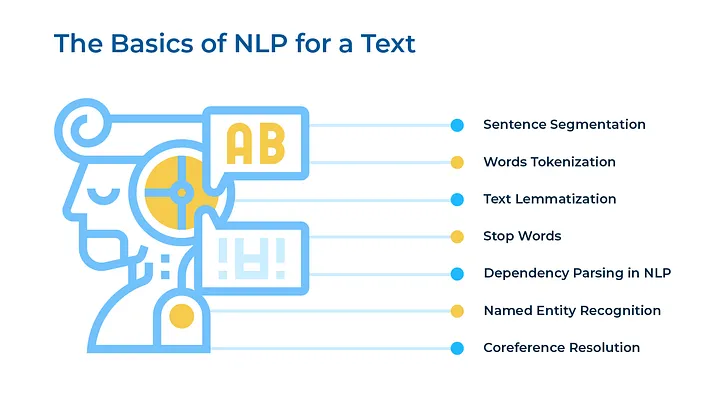 The Basics of NLP for a Text
AB
Sentence Segmentation
Words Tokenization
Text Lemmatization
Stop Words
Dependency Parsing in NLP
Named Entity Recognition
Coreference Resolution